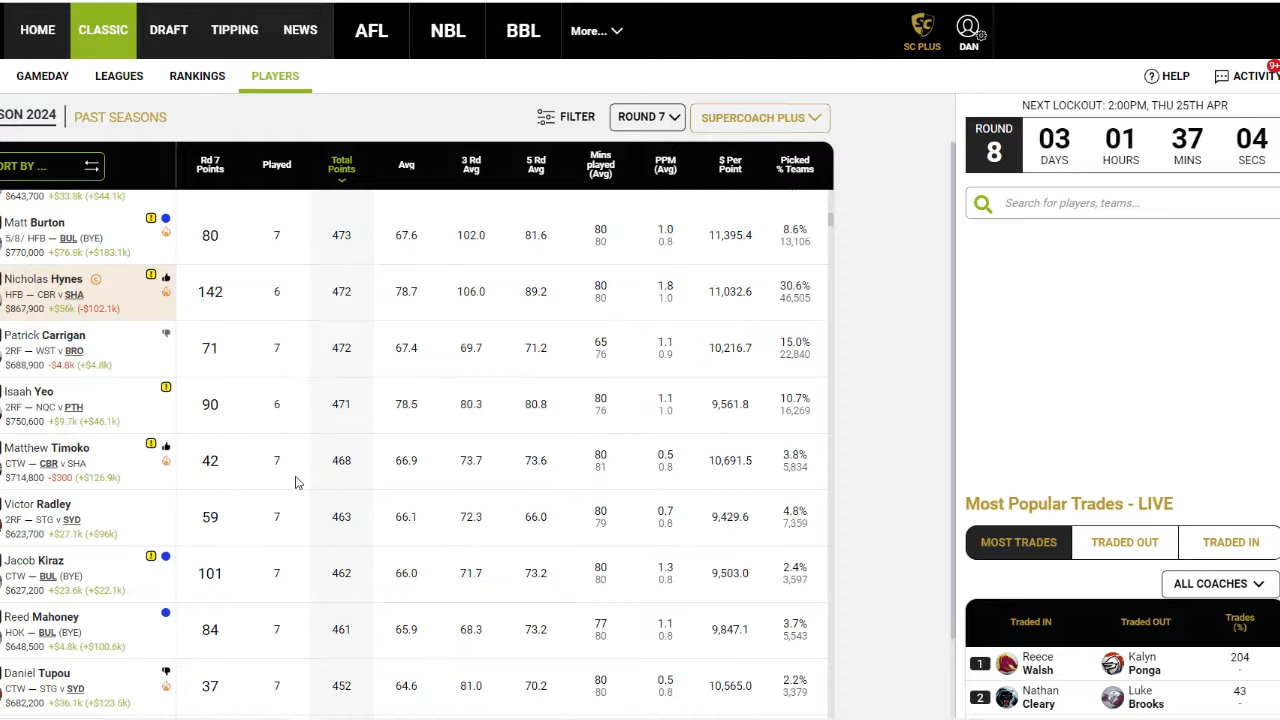 HOME CLASSIC DRAFT TIPPING NEWS AFL NBL BBL More... SC PLUS DAN
GAMEDAY LEAGUES RANKINGS PLAYERS HELP ACTIVITY 9+
SON 2024 PAST SEASONS FILTER ROUND 7 SUPERCOACH PLUS
NEXT LOCKOUT: 2:00PM, THU 25TH APR
ROUND 8 03 DAYS 01 HOURS 37 MINS 04 SECS
Search for players, teams...
ORT BY ... Rd 7 Points Played Total Points Avg 3 Rd Avg 5 Rd Avg Mins played (Avg) PPM (Avg) $ Per Point Picked % Teams
$643,700 +$33.8k (+$44.1k)
Matt Burton
5/8/ HFB — BUL (BYE)
$770,000 +$76.8k (+$183.1k)
80 7 473 67.6 102.0 81.6 80 80 1.0 0.8 11,395.4 8.6% 13,106
Nicholas Hynes C
HFB — CBR v SHA
$867,900 +$56k (-$102.1k)
142 6 472 78.7 106.0 89.2 80 80 1.8 1.0 11,032.6 30.6% 46,505
Patrick Carrigan
2RF — WST v BRO
$688,900 -$4.8k (+$4.8k)
71 7 472 67.4 69.7 71.2 65 76 1.1 0.9 10,216.7 15.0% 22,840
Isaah Yeo
2RF — NQC v PTH
$750,600 +$9.7k (+$46.1k)
90 6 471 78.5 80.3 80.8 80 76 1.1 1.0 9,561.8 10.7% 16,269
Matthew Timoko
CTW — CBR v SHA
$714,800 -$300 (+$126.9k)
42 7 468 66.9 73.7 73.6 80 81 0.5 0.8 10,691.5 3.8% 5,834
Victor Radley
2RF — STG v SYD
$623,700 +$27.1k (+$96k)
59 7 463 66.1 72.3 66.0 80 79 0.7 0.8 9,429.6 4.8% 7,359
Jacob Kiraz
CTW — BUL (BYE)
$627,200 +$23.6k (+$22.1k)
101 7 462 66.0 71.7 73.2 80 80 1.3 0.8 9,503.0 2.4% 3,597
Reed Mahoney
HOK — BUL (BYE)
$648,500 +$4.8k (+$100.6k)
84 7 461 65.9 68.3 73.2 77 80 1.1 0.8 9,847.1 3.7% 5,543
Daniel Tupou
CTW — STG v SYD
$682,200 +$36.1k (+$123.5k)
37 7 452 64.6 81.0 70.2 80 80 0.5 0.8 10,565.0 2.2% 3,379
Most Popular Trades - LIVE
MOST TRADES TRADED OUT TRADED IN
ALL COACHES
Traded IN Traded OUT Trades (%)
1 Reece Walsh Kalyn Ponga 204 -
2 Nathan Cleary Luke Brooks 43 -